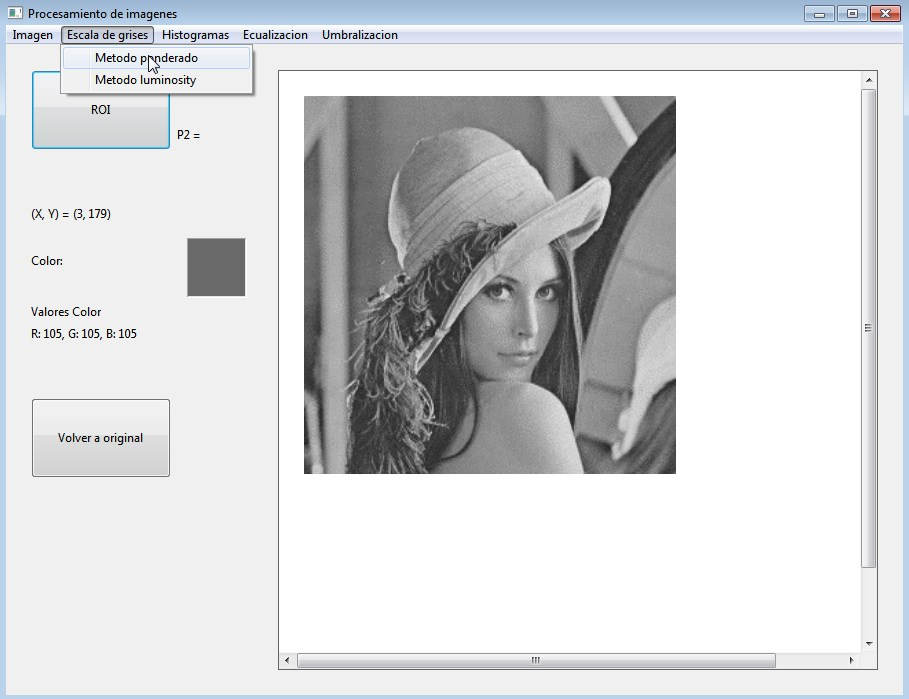 Procesamiento de imagenes
Imagen Escala de grises Histogramas Ecualizacion Umbralizacion
Metodo ponderado
Metodo luminosity
ROI
P2 =
(X, Y) = (3, 179)
Color:
Valores Color
R: 105, G: 105, B: 105
Volver a original